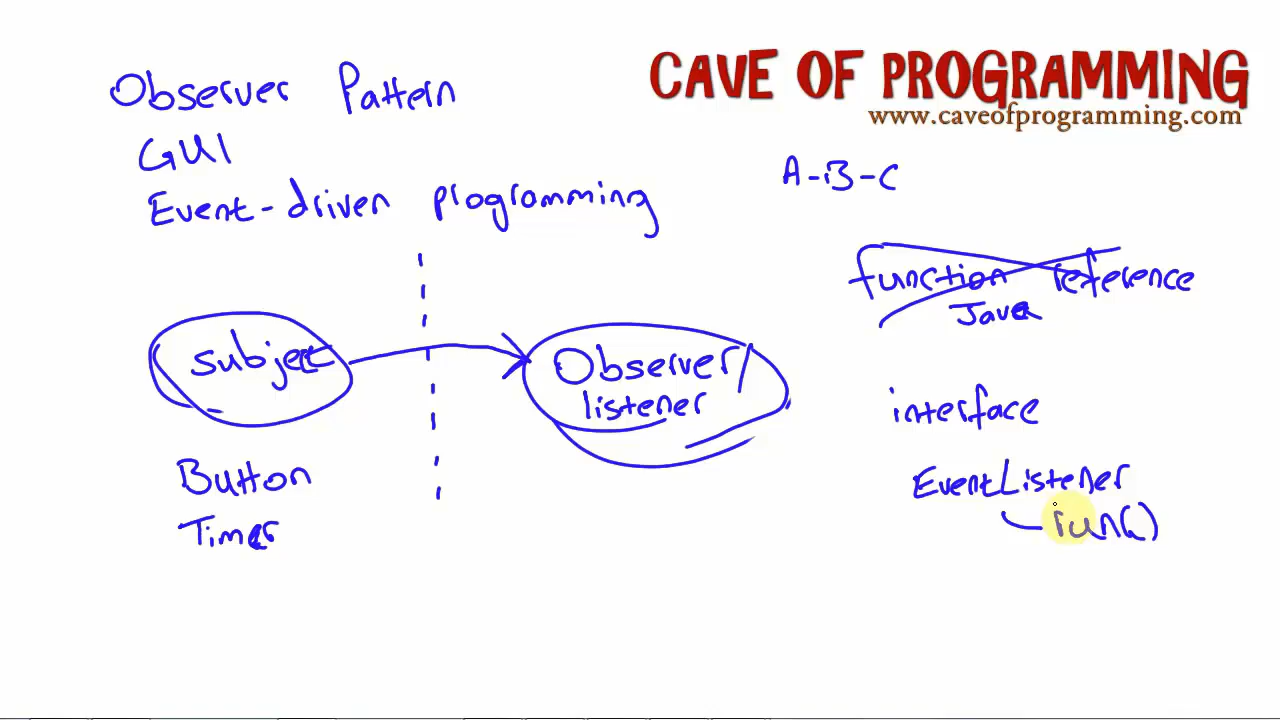 CAVE OF PROGRAMMING
www.caveofprogramming.com
Observer Pattern
GUI
Event-driven programming
A-B-C
function reference
Java
subject
Observer/
listener
interface
Button
Timer
EventListener
run()